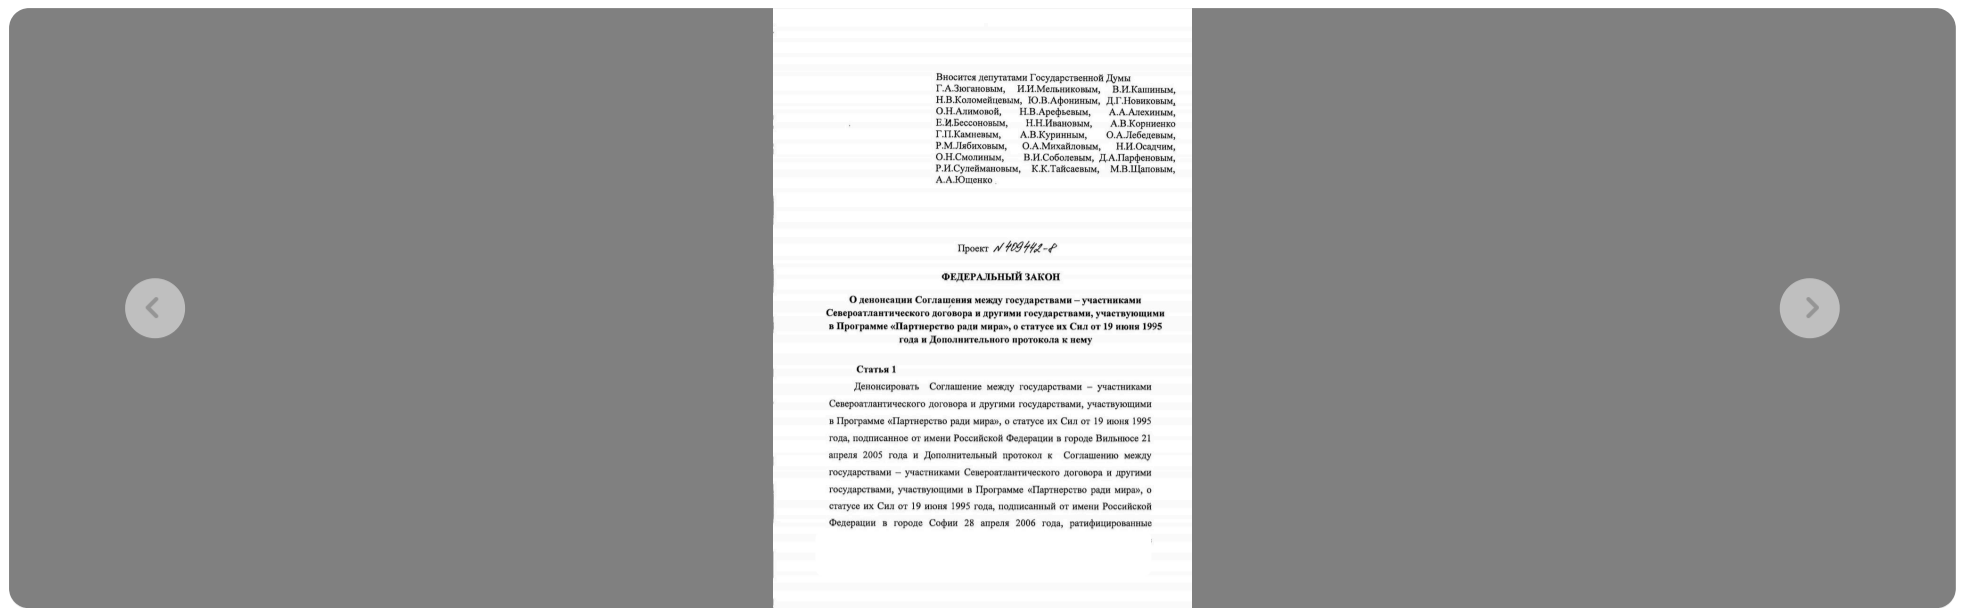 Вносится депутатами Государственной Думы
Г.А.Зюгановым, И.И.Мельниковым, В.И.Кашиным,
Н.В.Коломейцевым, Ю.В.Афониным, Д.Г.Новиковым,
О.Н.Алимовой, Н.В.Арефьевым, А.А.Алехиным,
Е.И.Бессоновым, Н.Н.Ивановым, А.В.Корниенко
Г.П.Камневым, А.В.Куринным, О.А.Лебедевым,
Р.М.Лябиховым, О.А.Михайловым, Н.И.Осадчим,
О.Н.Смолиным, В.И.Соболевым, Д.А.Парфеновым,
Р.И.Сулеймановым, К.К.Тайсаевым, М.В.Щаповым,
А.А.Ющенко
Проект N 409442-8
ФЕДЕРАЛЬНЫЙ ЗАКОН
О денонсации Соглашения между государствами – участниками
Североатлантического договора и другими государствами, участвующими
в Программе «Партнерство ради мира», о статусе их Сил от 19 июня 1995
года и Дополнительного протокола к нему
Статья 1
Денонсировать Соглашение между государствами – участниками
Североатлантического договора и другими государствами, участвующими
в Программе «Партнерство ради мира», о статусе их Сил от 19 июня 1995
года, подписанное от имени Российской Федерации в городе Вильнюсе 21
апреля 2005 года и Дополнительный протокол к Соглашению между
государствами – участниками Североатлантического договора и другими
государствами, участвующими в Программе «Партнерство ради мира», о
статусе их Сил от 19 июня 1995 года, подписанный от имени Российской
Федерации в городе Софии 28 апреля 2006 года, ратифицированные